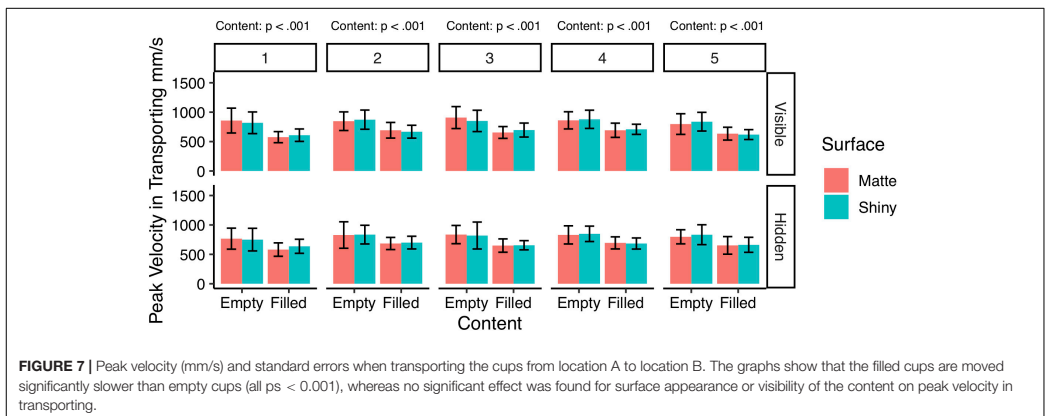 Content: p < .001 Content: p < .001 Content: p < .001 Content: p < .001 Content: p < .001
1 2 3 4 5
Peak Velocity in Transporting mm/s
1500
1000
500
0
Visible
1500
1000
500
0
Hidden
Empty Filled Empty Filled Empty Filled Empty Filled Empty Filled
Content
Surface
Matte
Shiny
FIGURE 7 | Peak velocity (mm/s) and standard errors when transporting the cups from location A to location B. The graphs show that the filled cups are moved
significantly slower than empty cups (all ps < 0.001), whereas no significant effect was found for surface appearance or visibility of the content on peak velocity in
transporting.